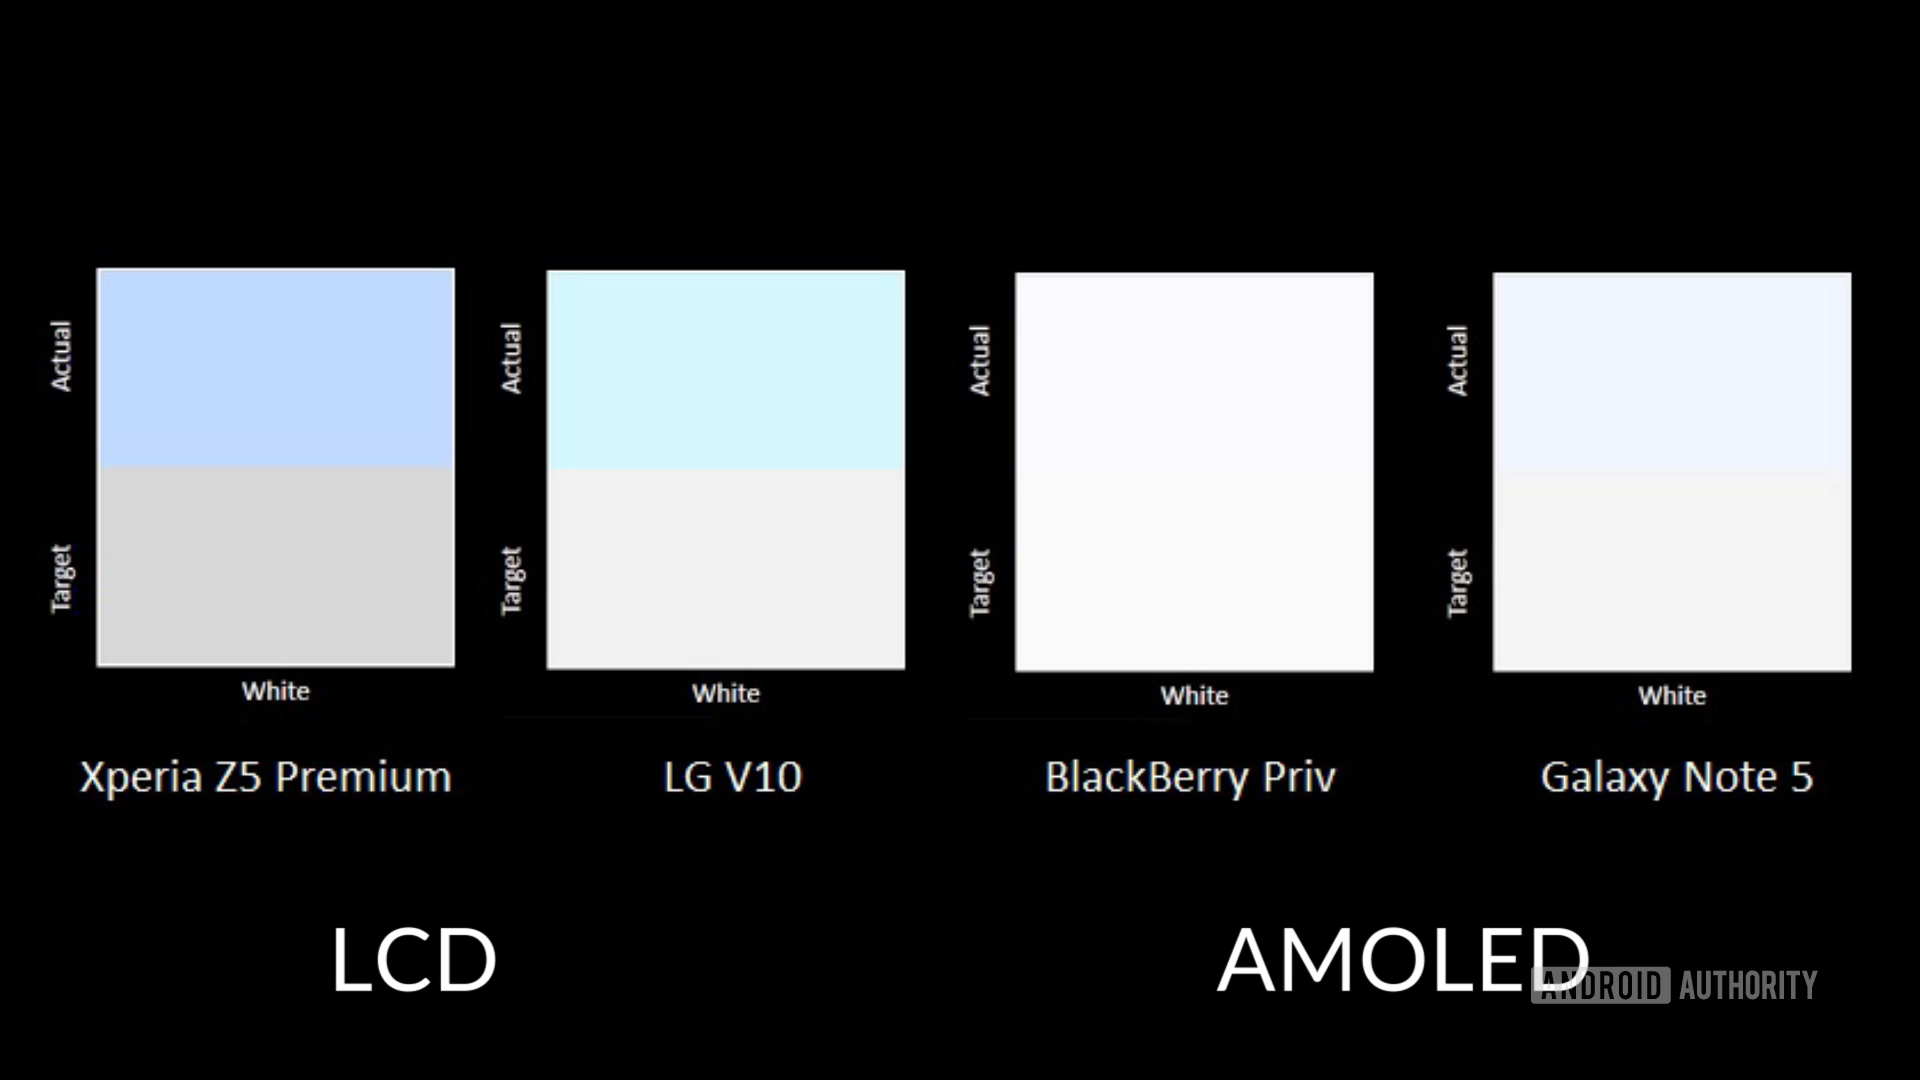 Actual
Target
White
Xperia Z5 Premium
Actual
Target
White
LG V10
Actual
Target
White
BlackBerry Priv
Actual
Target
White
Galaxy Note 5
LCD
AMOLED
ANDROID AUTHORITY